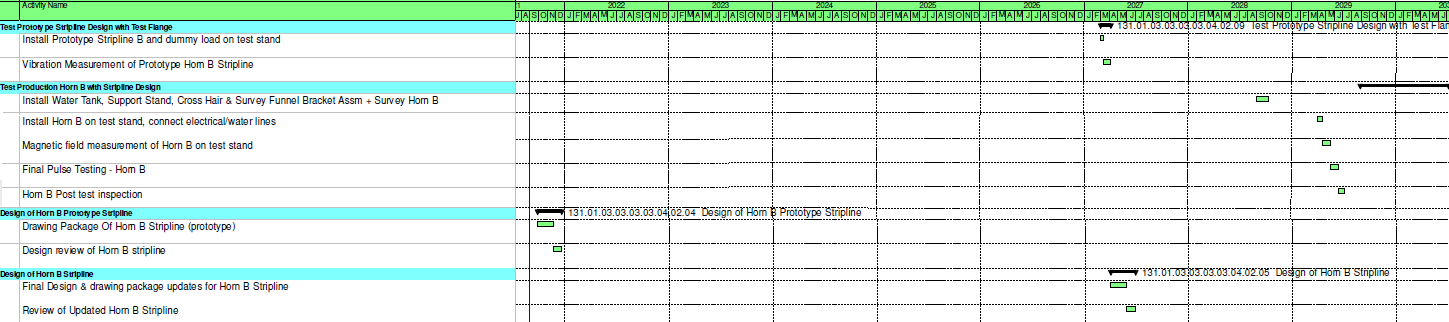 Activity Name
2022 2023 2024 2025 2026 2027 2028 2029
J A S O N D J F M A M J J A S O N D J F M A M J J A S O N D J F M A M J J A S O N D J F M A M J J A S O N D J F M A M J J A S O N D J F M A M J J A S O N D J F M A M J J A S O N D J F M A M J J A S O N D J F M A M J
Test Prototype Stripline Design with Test Flange
131.01.03.03.03.03.04.02.09 Test Prototype Stripline Design with Test Flan
Install Prototype Stripline B and dummy load on test stand
Vibration Measurement of Prototype Horn B Stripline
Test Production Horn B with Stripline Design
Install Water Tank, Support Stand, Cross Hair & Survey Funnel Bracket Assm + Survey Horn B
Install Horn B on test stand, connect electrical/water lines
Magnetic field measurement of Horn B on test stand
Final Pulse Testing - Horn B
Horn B Post test inspection
Design of Horn B Prototype Stripline
131.01.03.03.03.03.04.02.04 Design of Horn B Prototype Stripline
Drawing Package Of Horn B Stripline (prototype)
Design review of Horn B stripline
Design of Horn B Stripline
131.01.03.03.03.03.04.02.05 Design of Horn B Stripline
Final Design & drawing package updates for Horn B Stripline
Review of Updated Horn B Stripline